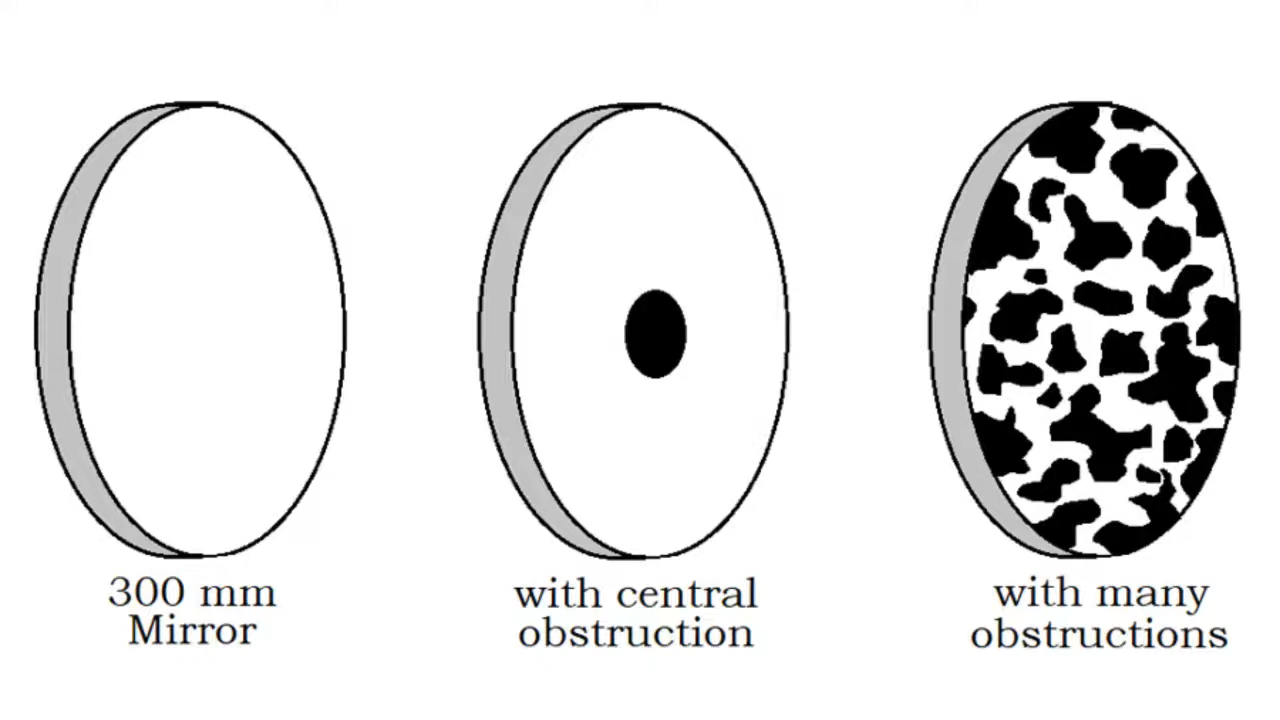 300 mm
Mirror
with central
obstruction
with many
obstructions